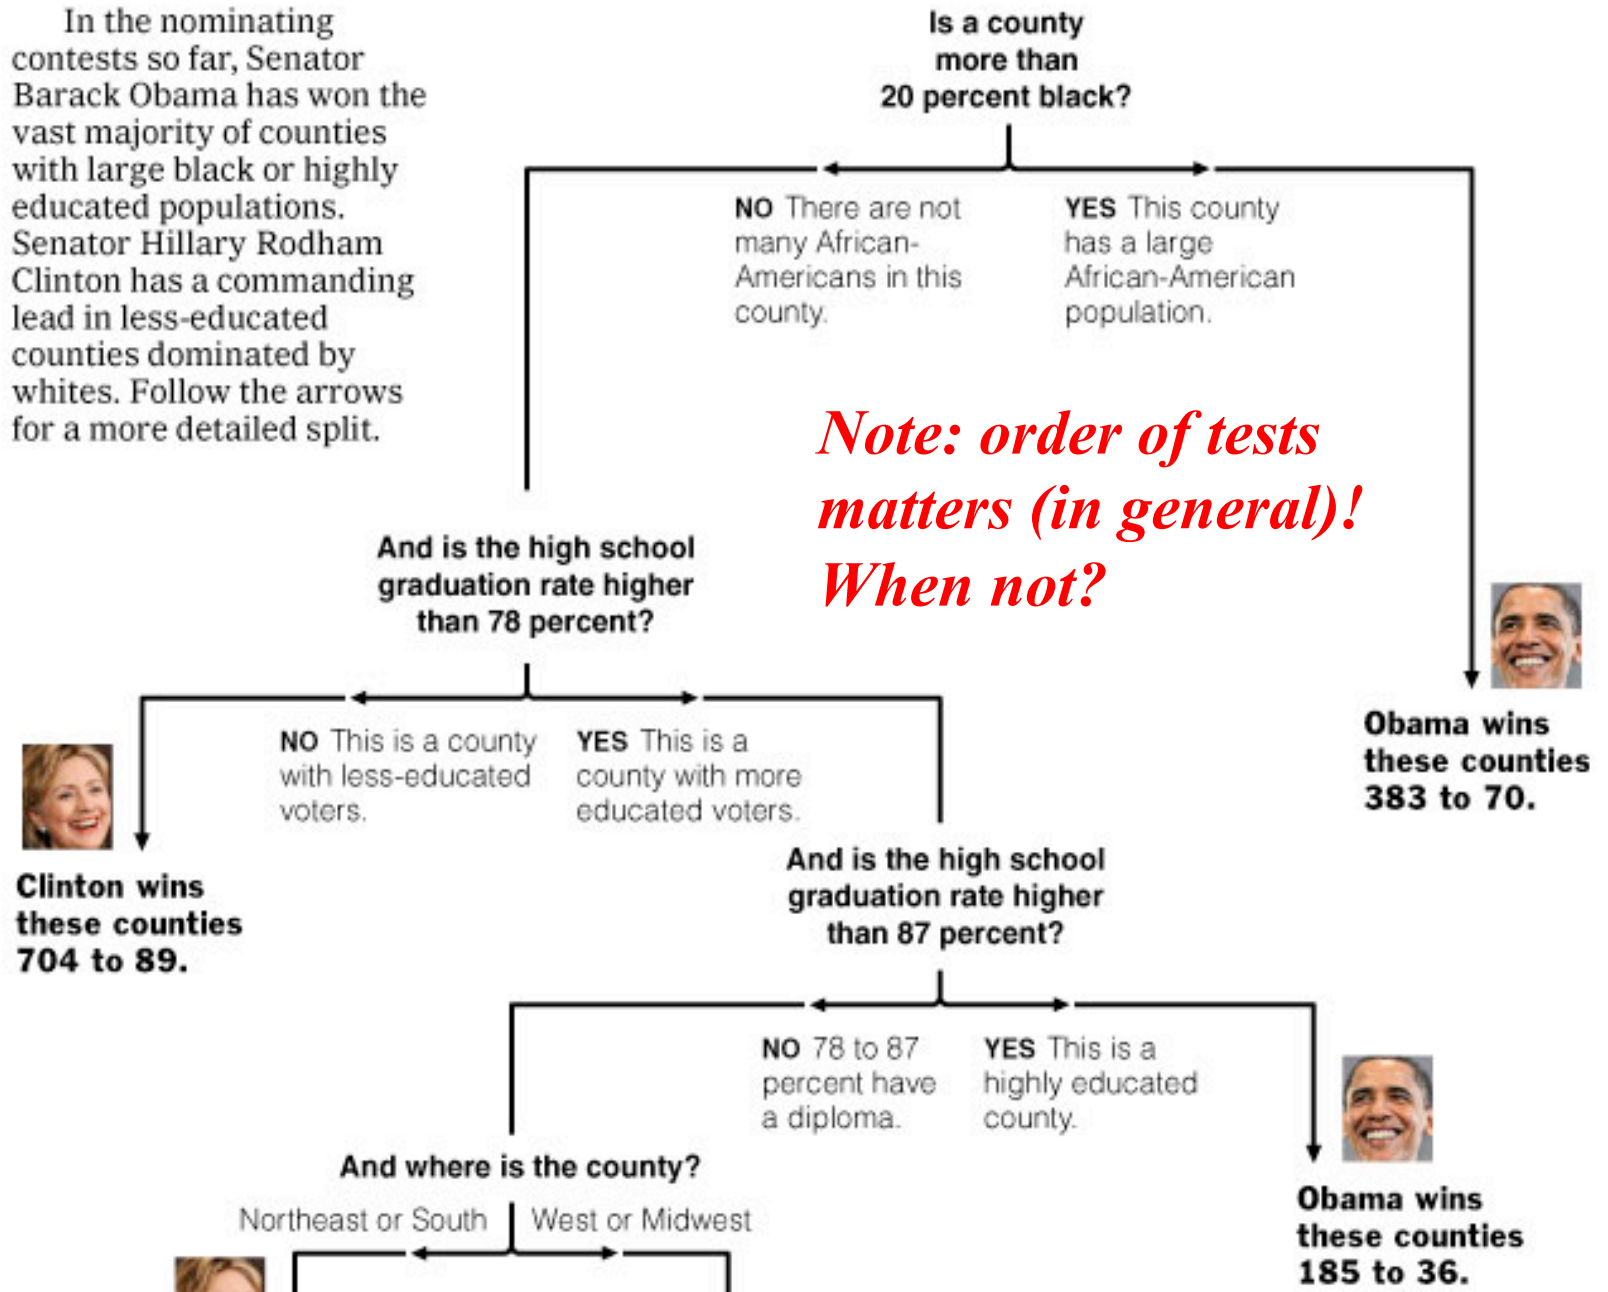 In the nominating
contests so far, Senator
Barack Obama has won the
vast majority of counties
with large black or highly
educated populations.
Senator Hillary Rodham
Clinton has a commanding
lead in less-educated
counties dominated by
whites. Follow the arrows
for a more detailed split.
Is a county
more than
20 percent black?
NO There are not
many African-
Americans in this
county.
YES This county
has a large
African-American
population.
Note: order of tests
matters (in general)!
When not?
And is the high school
graduation rate higher
than 78 percent?
Obama wins
these counties
383 to 70.
NO This is a county
with less-educated
voters.
YES This is a
county with more
educated voters.
Clinton wins
these counties
704 to 89.
And is the high school
graduation rate higher
than 87 percent?
NO 78 to 87
percent have
a diploma.
YES This is a
highly educated
county.
And where is the county?
Northeast or South
West or Midwest
Obama wins
these counties
185 to 36.